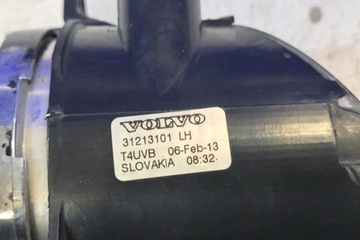 VOLVO
31213101 LH
T4UVB 06-Feb-13
SLOVAKIA 08:32.